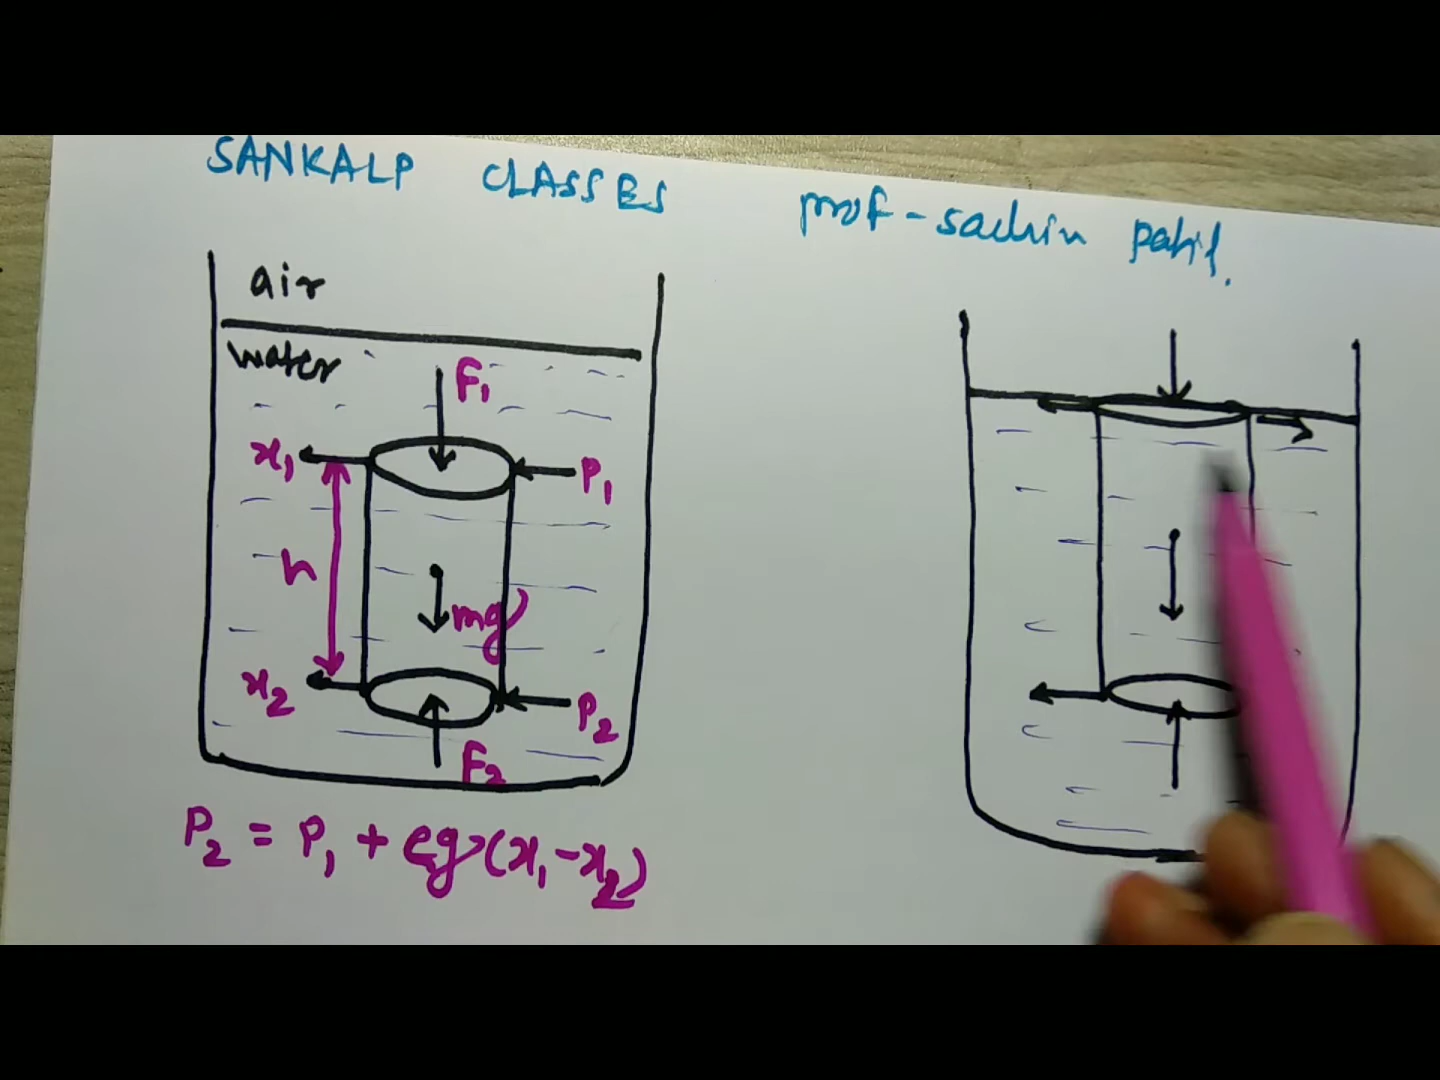 SANKALP CLASSES prof-sachin patil.
air
water
F₁
x₁
P₁
h
mg
x₂
P₂
F₂
P₂ = P₁ + ρg(x₁-x₂)